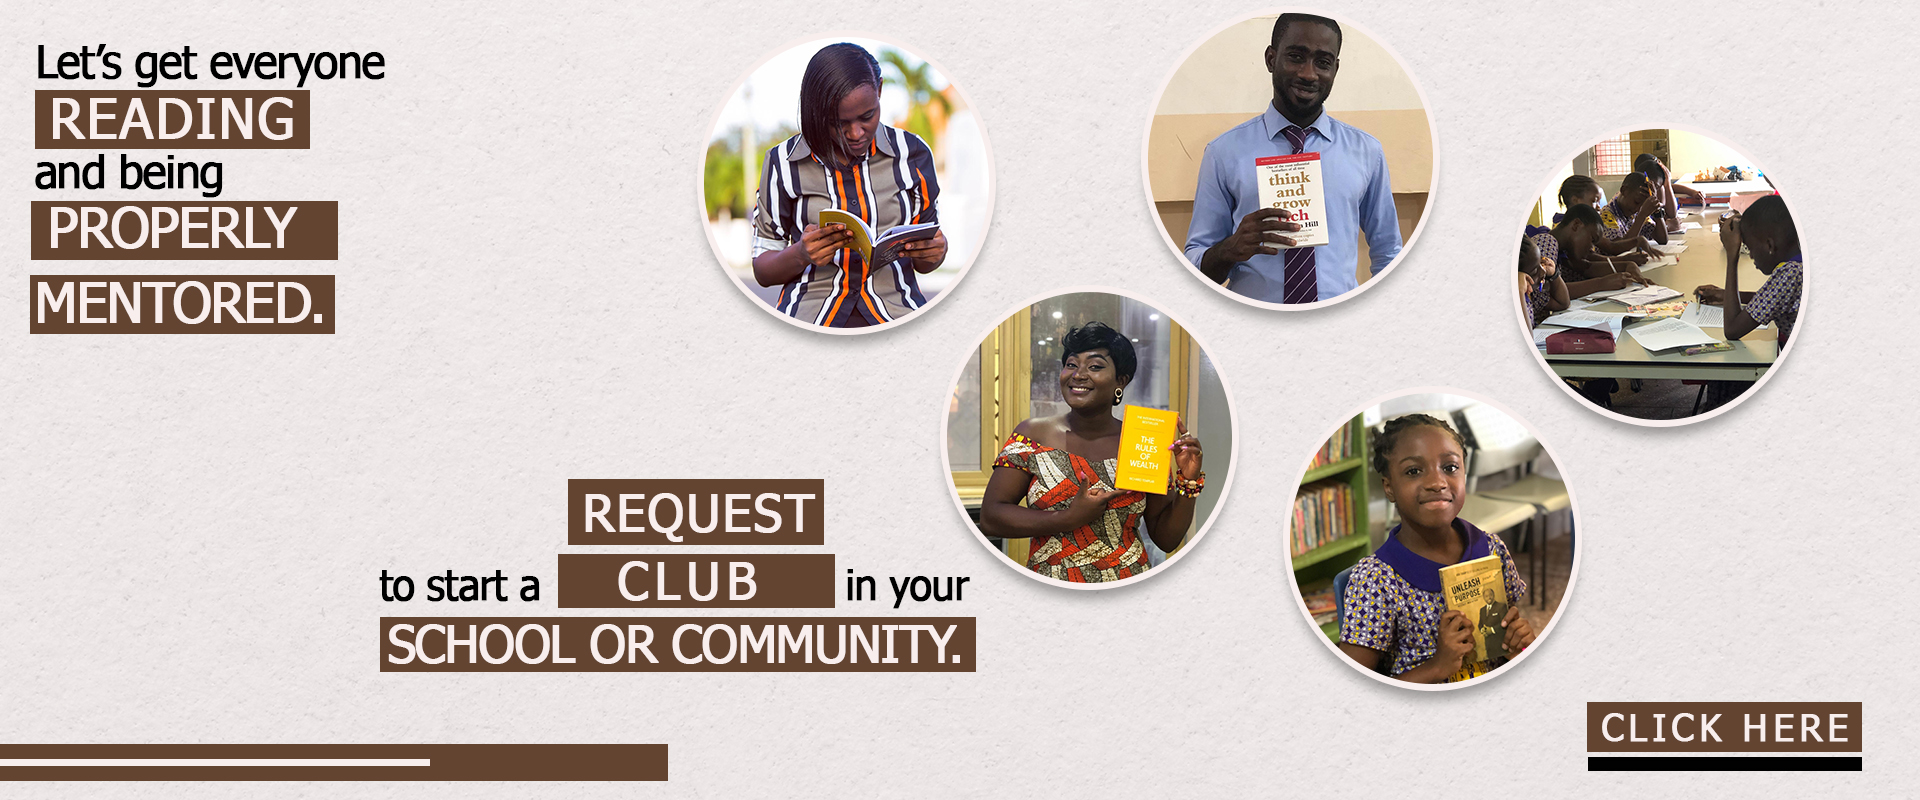 Let's get everyone
READING
and being
PROPERLY
MENTORED.
REQUEST
to start a CLUB in your
SCHOOL OR COMMUNITY.
think
and
grow
Hill
THE
RULES
OF
WEALTH
UNLEASH
PURPOSE
CLICK HERE